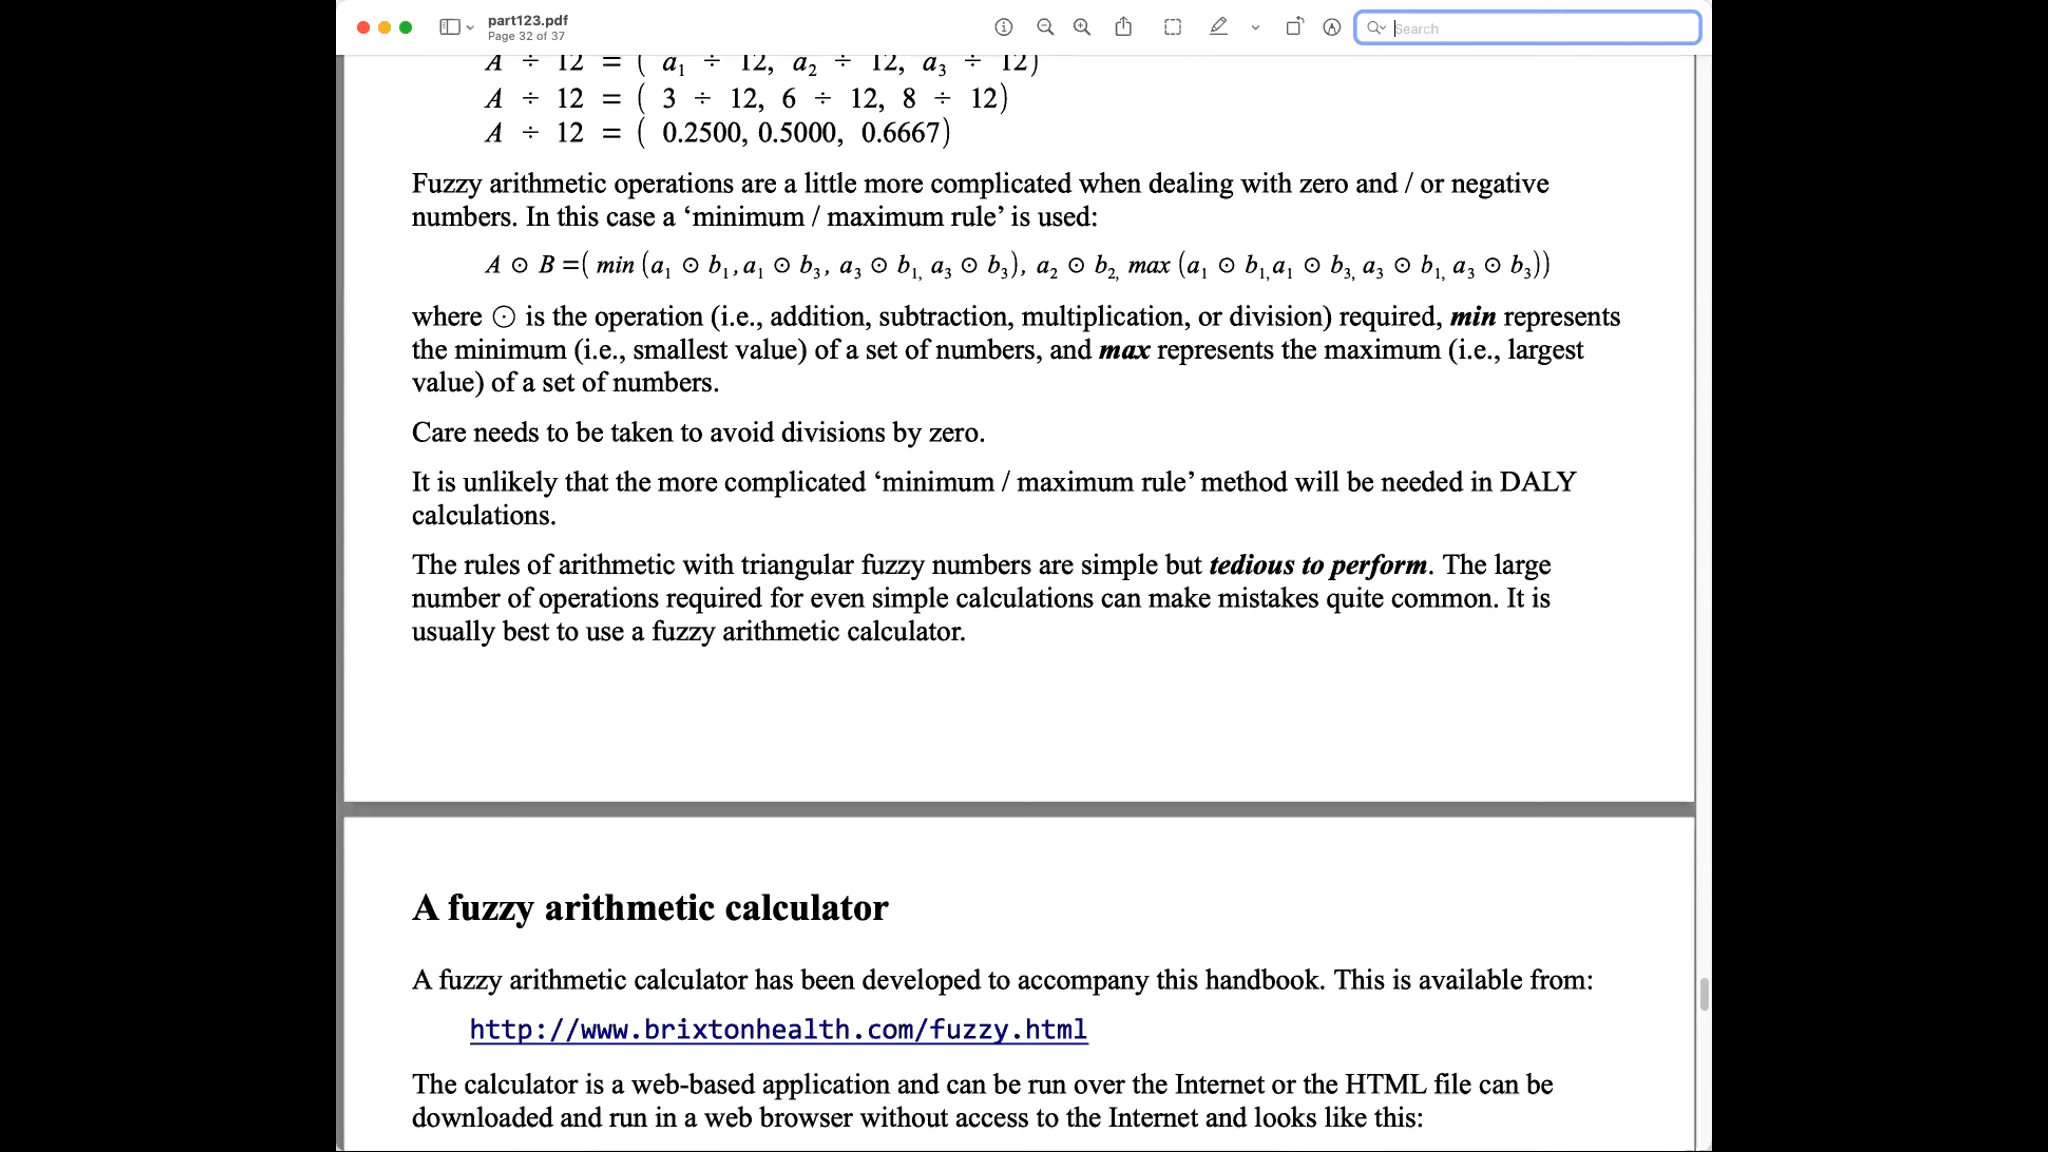 part123.pdf
Page 32 of 37
Search
A ÷ 12 = ( a₁ ÷ 12, a₂ ÷ 12, a₃ ÷ 12)
A ÷ 12 = ( 3 ÷ 12, 6 ÷ 12, 8 ÷ 12)
A ÷ 12 = ( 0.2500, 0.5000, 0.6667)
Fuzzy arithmetic operations are a little more complicated when dealing with zero and / or negative
numbers. In this case a ‘minimum / maximum rule’ is used:
A ⊙ B =( min (a₁ ⊙ b₁, a₁ ⊙ b₃, a₃ ⊙ b₁, a₃ ⊙ b₃), a₂ ⊙ b₂, max (a₁ ⊙ b₁, a₁ ⊙ b₃, a₃ ⊙ b₁, a₃ ⊙ b₃))
where ⊙ is the operation (i.e., addition, subtraction, multiplication, or division) required, min represents
the minimum (i.e., smallest value) of a set of numbers, and max represents the maximum (i.e., largest
value) of a set of numbers.
Care needs to be taken to avoid divisions by zero.
It is unlikely that the more complicated ‘minimum / maximum rule’ method will be needed in DALY
calculations.
The rules of arithmetic with triangular fuzzy numbers are simple but tedious to perform. The large
number of operations required for even simple calculations can make mistakes quite common. It is
usually best to use a fuzzy arithmetic calculator.
A fuzzy arithmetic calculator
A fuzzy arithmetic calculator has been developed to accompany this handbook. This is available from:
http://www.brixtonhealth.com/fuzzy.html
The calculator is a web-based application and can be run over the Internet or the HTML file can be
downloaded and run in a web browser without access to the Internet and looks like this: